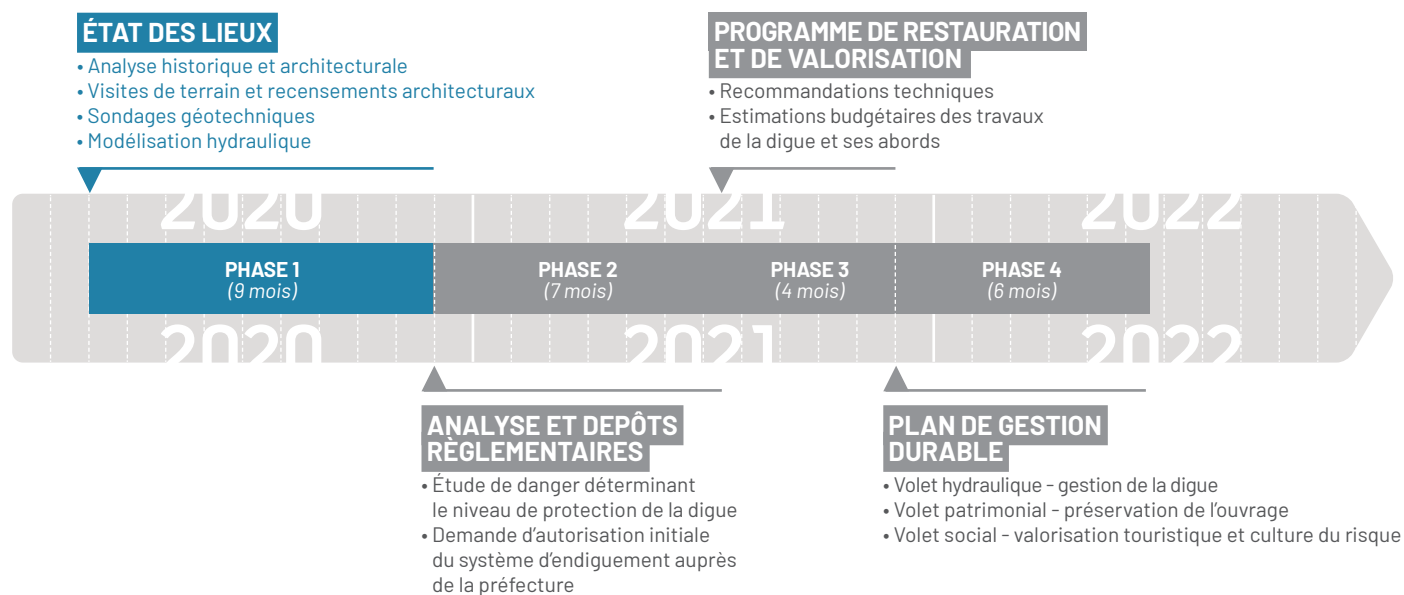 ÉTAT DES LIEUX
• Analyse historique et architecturale
• Visites de terrain et recensements architecturaux
• Sondages géotechniques
• Modélisation hydraulique
PROGRAMME DE RESTAURATION
ET DE VALORISATION
• Recommandations techniques
• Estimations budgétaires des travaux
de la digue et ses abords
2020
2021
2022
PHASE 1
(9 mois)
PHASE 2
(7 mois)
PHASE 3
(4 mois)
PHASE 4
(6 mois)
2020
2021
2022
ANALYSE ET DEPÔTS
RÈGLEMENTAIRES
• Étude de danger déterminant
le niveau de protection de la digue
• Demande d'autorisation initiale
du système d'endiguement auprès
de la préfecture
PLAN DE GESTION
DURABLE
• Volet hydraulique - gestion de la digue
• Volet patrimonial - préservation de l'ouvrage
• Volet social - valorisation touristique et culture du risque